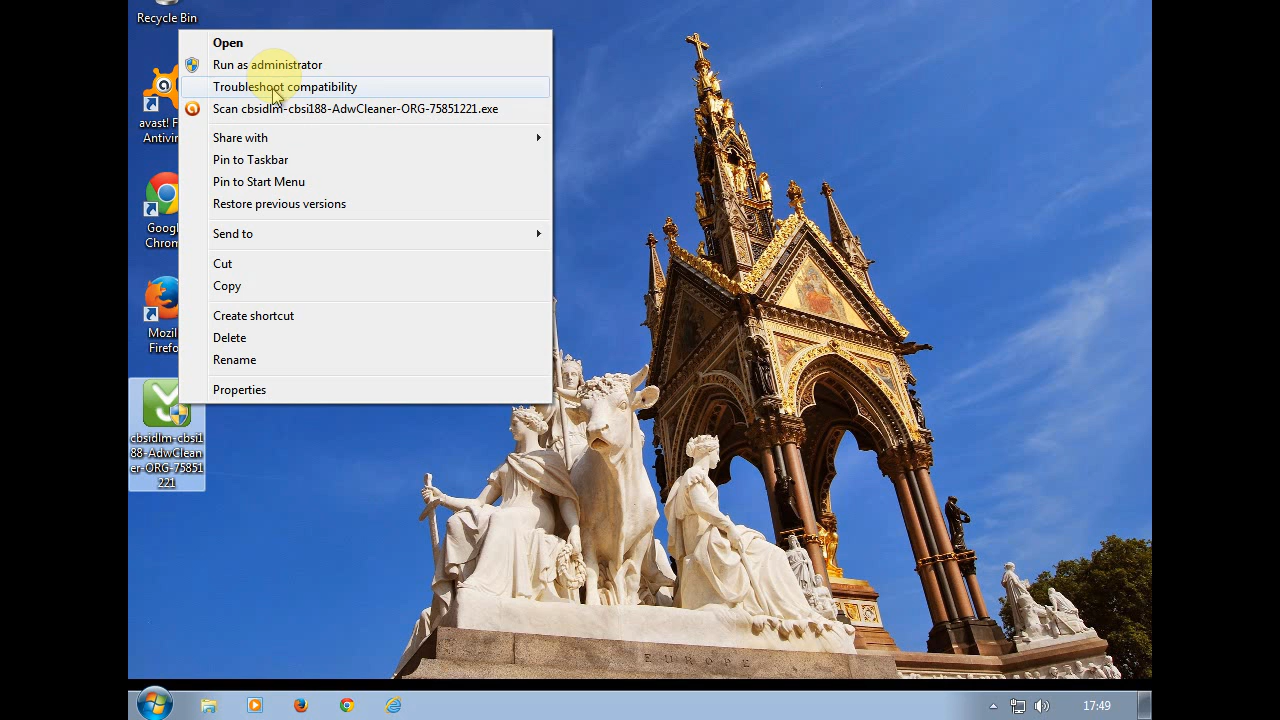 Recycle Bin
Open
Run as administrator
Troubleshoot compatibility
Scan cbsidlm-cbsi188-AdwCleaner-ORG-75851221.exe
Share with
Pin to Taskbar
Pin to Start Menu
Restore previous versions
Send to
Cut
Copy
Create shortcut
Delete
Rename
Properties
avast! F
Antivir
Googl
Chrom
Mozil
Firefo
cbsidlm-cbsi1
88-AdwClean
er-ORG-75851
221
EUROPE
17:49